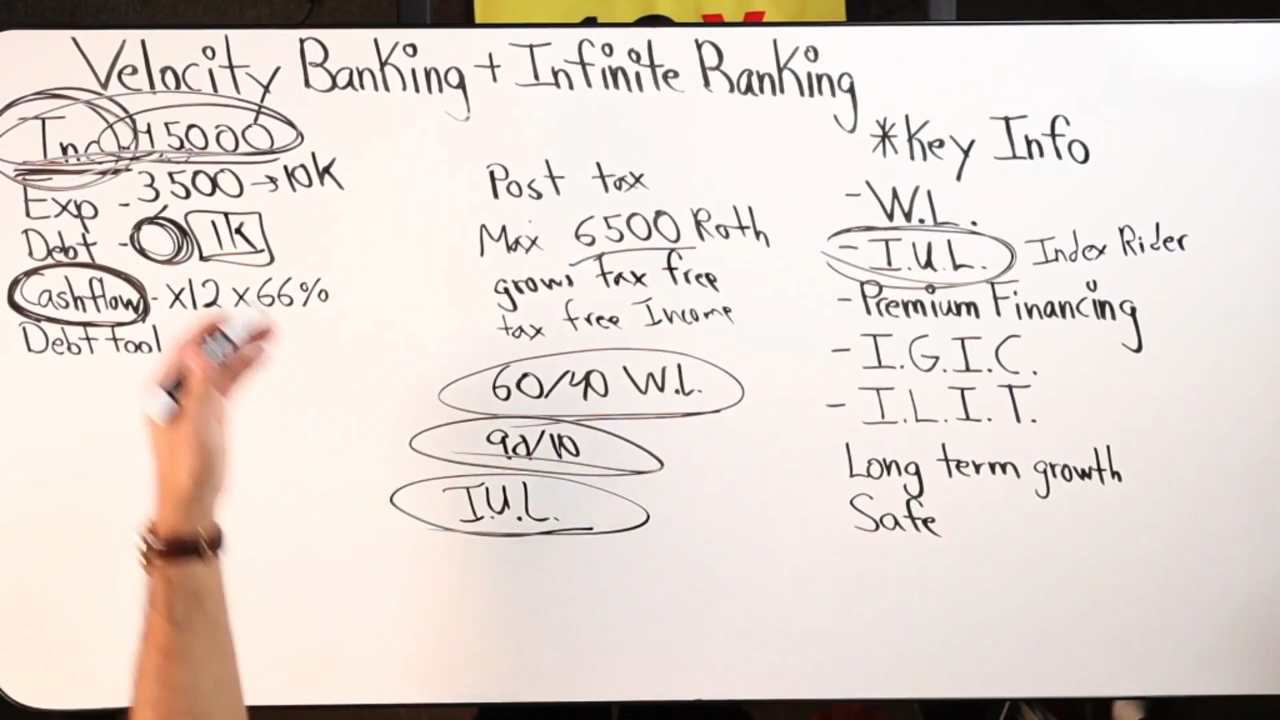 Velocity Banking + Infinite Banking
Inc 5000
Exp - 3500 → 10K
Debt - 0 1K
Cashflow - x12 x 66%
Debt tool
Post tax
Max 6500 Roth
grows tax free
tax free Income
60/40 W.L.
90/10
I.U.L.
*Key Info
- W.L.
- I.U.L. Index Rider
- Premium Financing
- I.G.I.C.
- I.L.I.T.
Long term growth
Safe